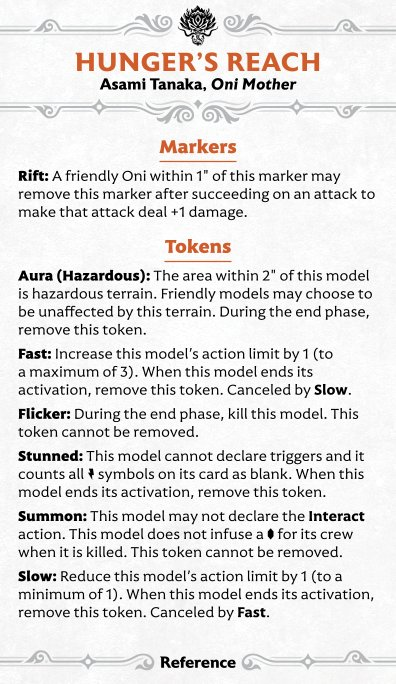 HUNGER'S REACH
Asami Tanaka, Oni Mother
Markers
Rift: A friendly Oni within 1" of this marker may
remove this marker after succeeding on an attack to
make that attack deal +1 damage.
Tokens
Aura (Hazardous): The area within 2" of this model
is hazardous terrain. Friendly models may choose to
be unaffected by this terrain. During the end phase,
remove this token.
Fast: Increase this model's action limit by 1 (to
a maximum of 3). When this model ends its
activation, remove this token. Canceled by Slow.
Flicker: During the end phase, kill this model. This
token cannot be removed.
Stunned: This model cannot declare triggers and it
counts all symbols on its card as blank. When this
model ends its activation, remove this token.
Summon: This model may not declare the Interact
action. This model does not infuse a for its crew
when it is killed. This token cannot be removed.
Slow: Reduce this model's action limit by 1 (to a
minimum of 1). When this model ends its activation,
remove this token. Canceled by Fast.
Reference